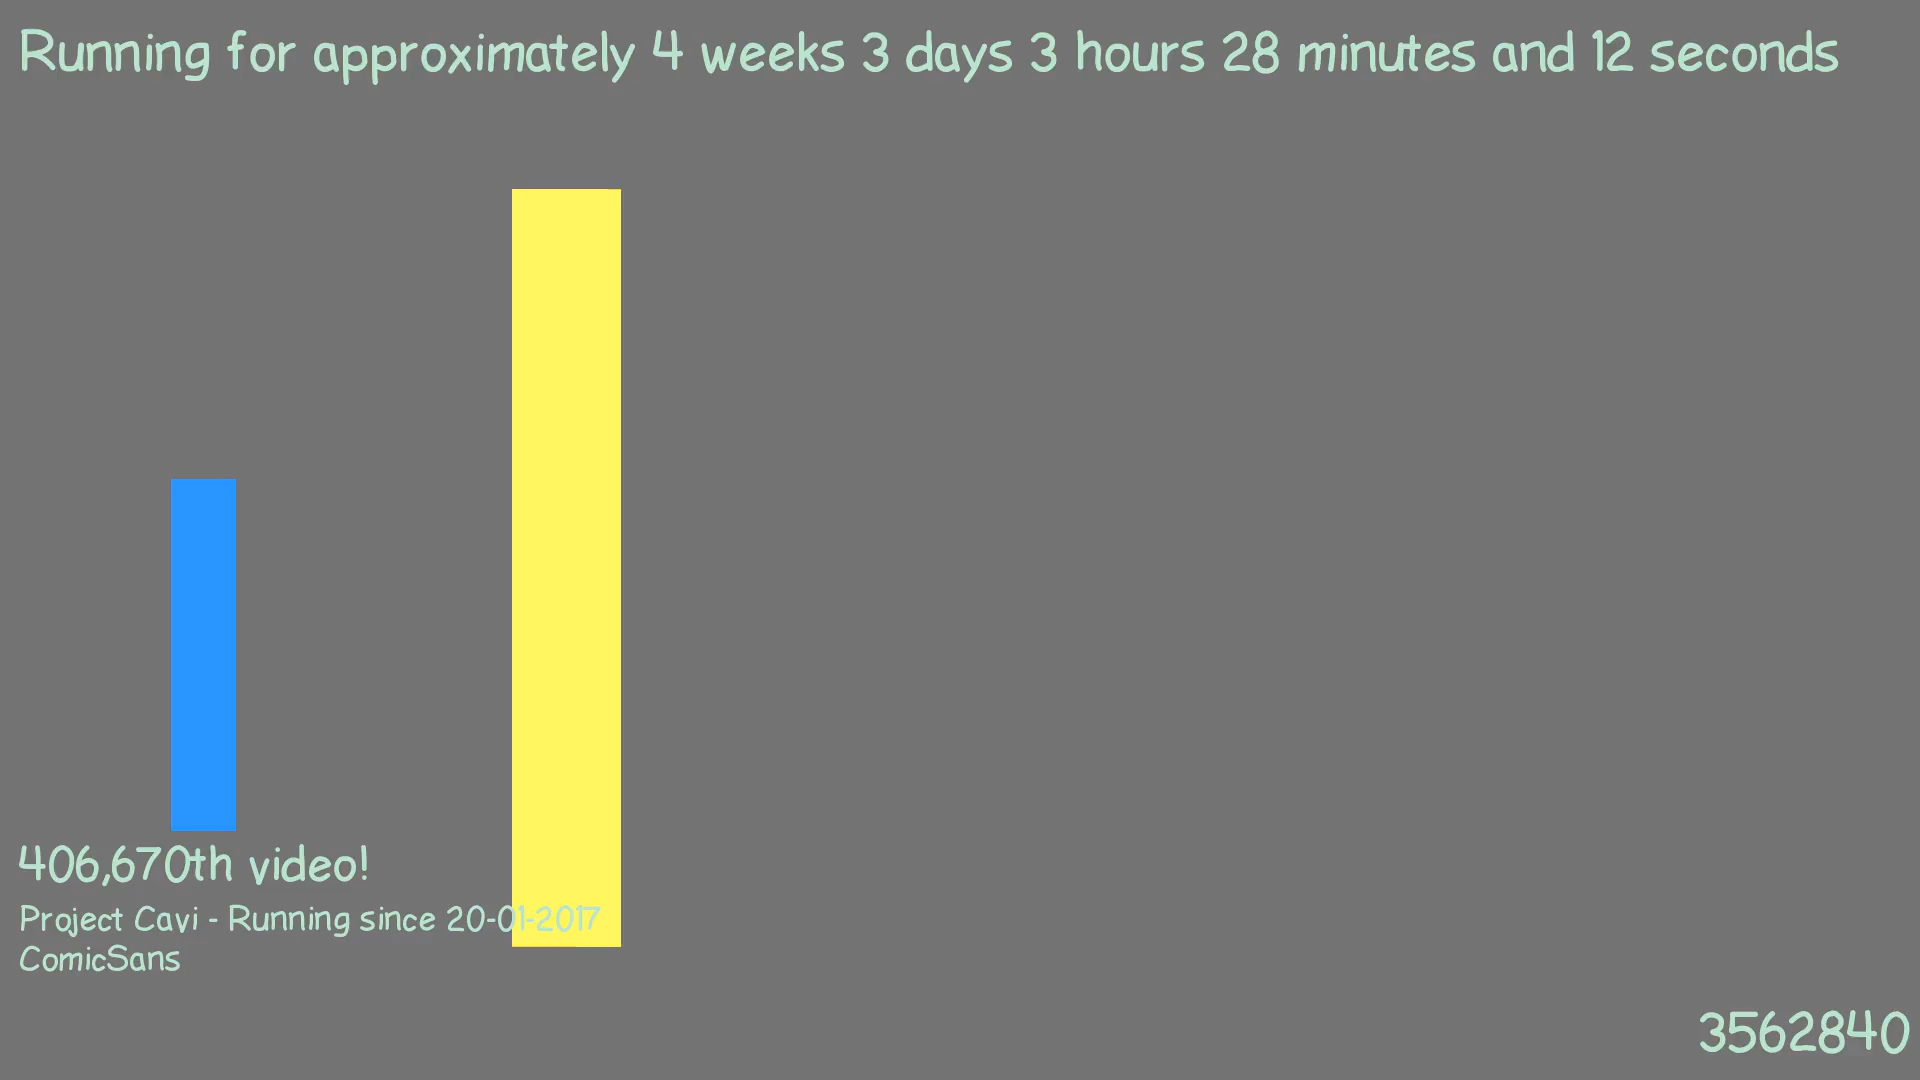 Running for approximately 4 weeks 3 days 3 hours 28 minutes and 12 seconds
406,670th video!
Project Cavi - Running since 20-01-2017
ComicSans
3562840